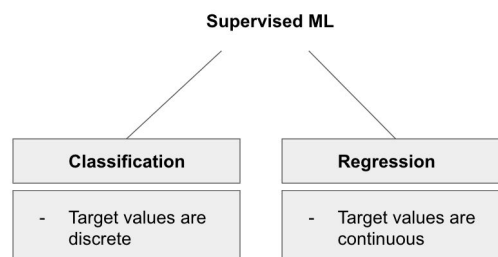 Supervised ML
Classification
Regression
- Target values are
discrete
- Target values are
continuous